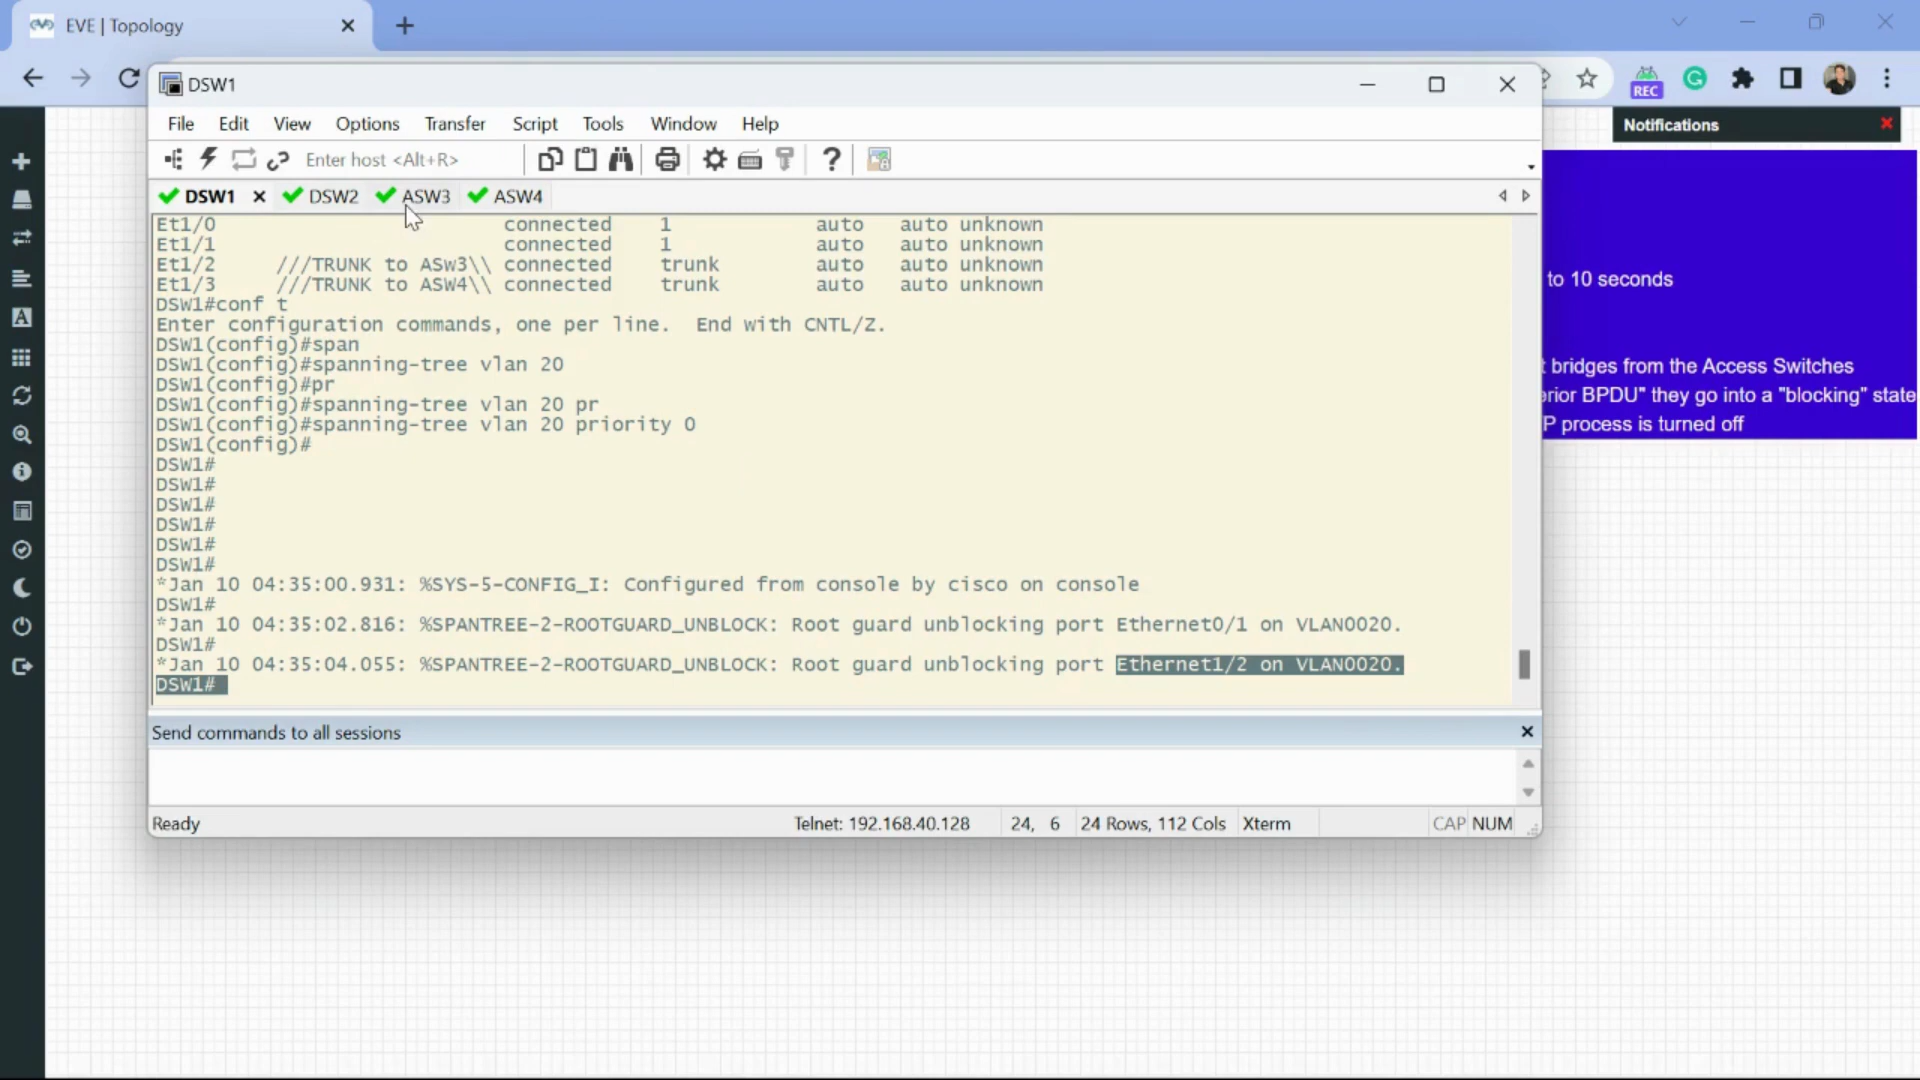 EVE | Topology
REC
DSW1
File Edit View Options Transfer Script Tools Window Help
Enter host <Alt+R>
DSW1 DSW2 ASW3 ASW4
Et1/0 connected 1 auto auto unknown
Et1/1 connected 1 auto auto unknown
Et1/2 ///TRUNK to ASW3\\ connected trunk auto auto unknown
Et1/3 ///TRUNK to ASW4\\ connected trunk auto auto unknown
DSW1#conf t
Enter configuration commands, one per line. End with CNTL/Z.
DSW1(config)#span
DSW1(config)#spanning-tree vlan 20
DSW1(config)#pr
DSW1(config)#spanning-tree vlan 20 pr
DSW1(config)#spanning-tree vlan 20 priority 0
DSW1(config)#
DSW1#
DSW1#
DSW1#
DSW1#
DSW1#
DSW1#
*Jan 10 04:35:00.931: %SYS-5-CONFIG_I: Configured from console by cisco on console
DSW1#
*Jan 10 04:35:02.816: %SPANTREE-2-ROOTGUARD_UNBLOCK: Root guard unblocking port Ethernet0/1 on VLAN0020.
DSW1#
*Jan 10 04:35:04.055: %SPANTREE-2-ROOTGUARD_UNBLOCK: Root guard unblocking port Ethernet1/2 on VLAN0020.
DSW1#
Send commands to all sessions
Ready Telnet: 192.168.40.128 24, 6 24 Rows, 112 Cols Xterm CAP NUM
Notifications
to 10 seconds
t bridges from the Access Switches
erior BPDU" they go into a "blocking" state
P process is turned off